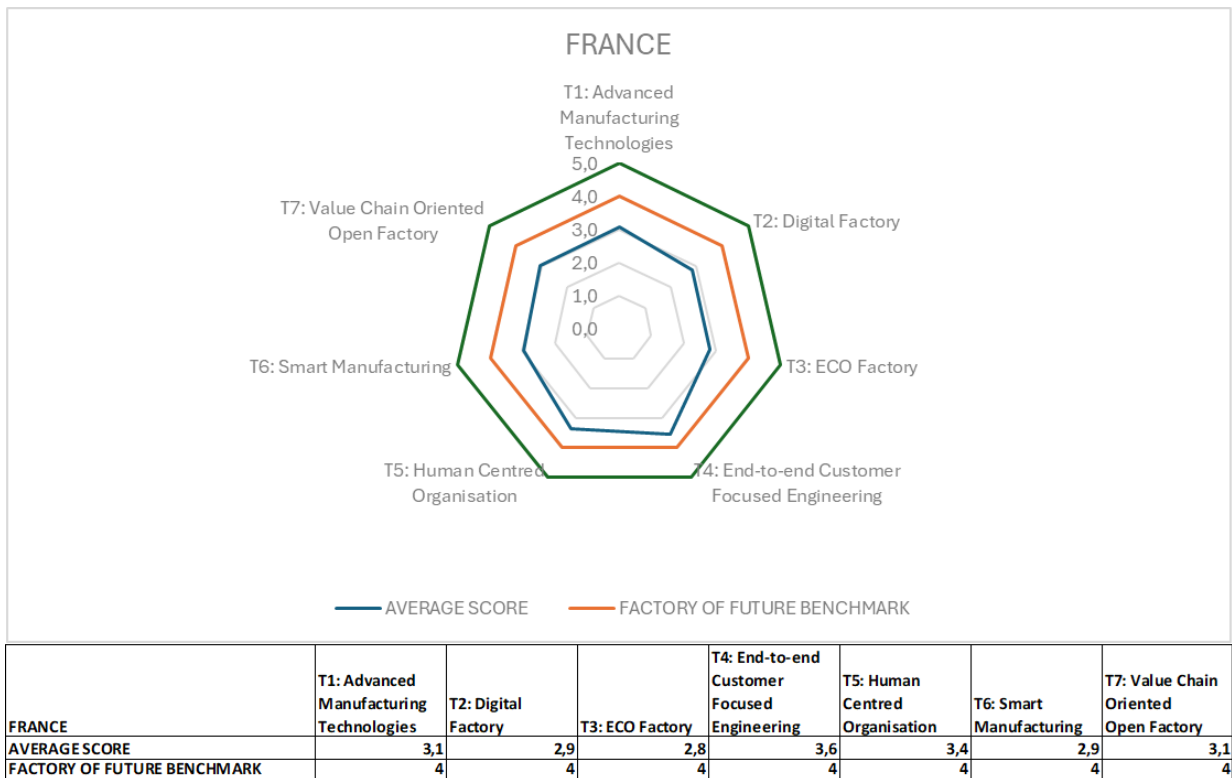 FRANCE
T1: Advanced
Manufacturing
Technologies
5,0
4,0
3,0
2,0
1,0
0,0
T7: Value Chain Oriented
Open Factory
T2: Digital Factory
T6: Smart Manufacturing
T3: ECO Factory
T5: Human Centred
Organisation
T4: End-to-end Customer
Focused Engineering
AVERAGE SCORE FACTORY OF FUTURE BENCHMARK
FRANCE
T1: Advanced
Manufacturing
Technologies
T2: Digital
Factory
T3: ECO Factory
T4: End-to-end
Customer
Focused
Engineering
T5: Human
Centred
Organisation
T6: Smart
Manufacturing
T7: Value Chain
Oriented
Open Factory
AVERAGE SCORE 3,1 2,9 2,8 3,6 3,4 2,9 3,1
FACTORY OF FUTURE BENCHMARK 4 4 4 4 4 4 4